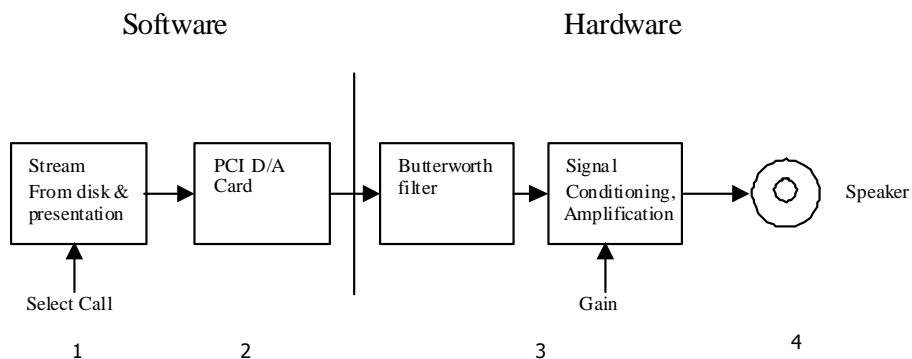 Software
Hardware
Stream
From disk &
presentation
PCI D/A
Card
Butterworth
filter
Signal
Conditioning,
Amplification
Speaker
Select Call
Gain
1
2
3
4